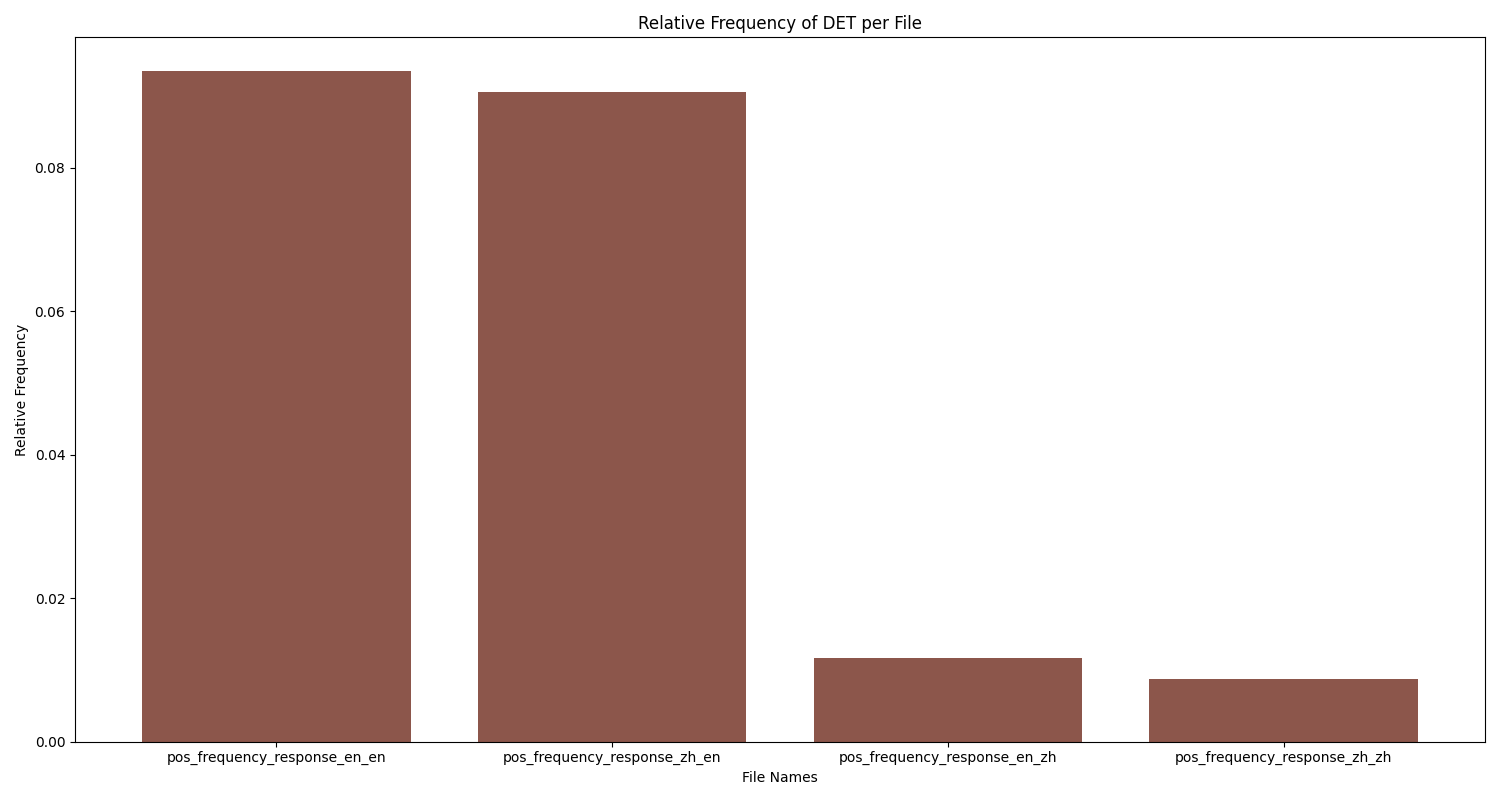 Relative Frequency of DET per File
Relative Frequency
0.08
0.06
0.04
0.02
0.00
pos_frequency_response_en_en
pos_frequency_response_zh_en
pos_frequency_response_en_zh
pos_frequency_response_zh_zh
File Names